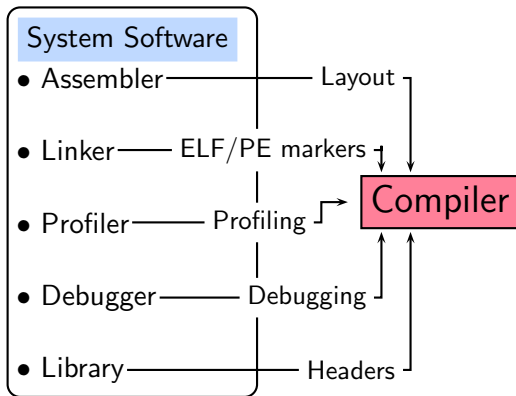 System Software
• Assembler
Layout
• Linker
ELF/PE markers
Compiler
• Profiler
Profiling
• Debugger
Debugging
• Library
Headers